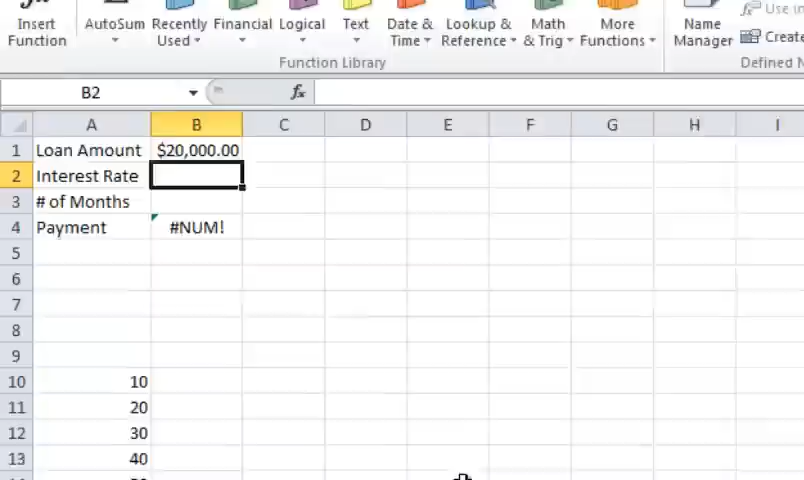 Insert Function
AutoSum
Recently Used
Financial
Logical
Text
Date & Time
Lookup & Reference
Math & Trig
More Functions
Name Manager
Use in
Create
Function Library
Defined N
B2
fx
A B C D E F G H I
1 Loan Amount $20,000.00
2 Interest Rate
3 # of Months
4 Payment #NUM!
5
6
7
8
9
10 10
11 20
12 30
13 40